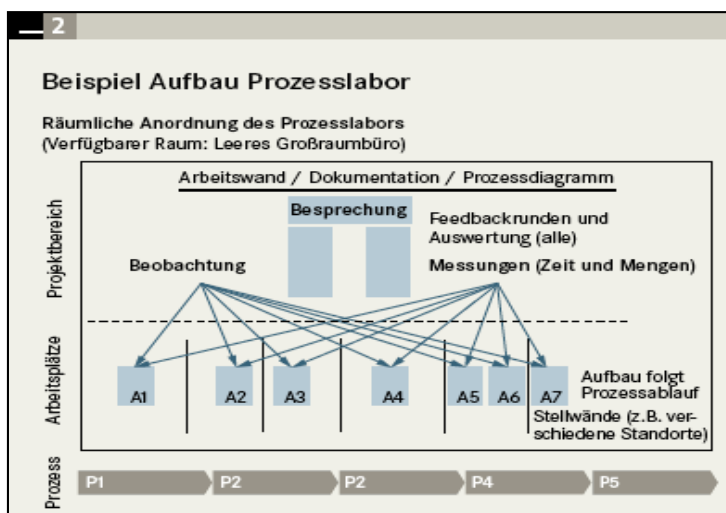 2
Beispiel Aufbau Prozesslabor
Räumliche Anordnung des Prozesslabors
(Verfügbarer Raum: Leeres Großraumbüro)
Arbeitswand / Dokumentation / Prozessdiagramm
Besprechung
Feedbackrunden und
Auswertung (alle)
Beobachtung
Messungen (Zeit und Mengen)
Projektbereich
Arbeitsplätze
A1
A2
A3
A4
A5
A6
A7
Aufbau folgt
Prozessablauf
Stellwände (z.B. ver-
schiedene Standorte)
Prozess
P1
P2
P2
P4
P5